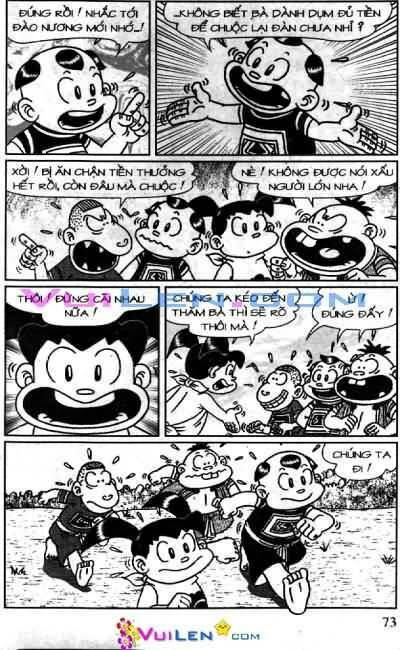 ĐÚNG RỒI! NHẮC TỚI
ĐÀO NƯƠNG MỚI NHỚ...!
...KHÔNG BIẾT BÀ DÀNH DỤM ĐỦ TIỀN
ĐỂ CHUỘC LẠI ĐÀN CHƯA NHỈ?
XỜI! BỊ ĂN CHẬN TIỀN THƯỞNG
HẾT RỒI, CÒN ĐÂU MÀ CHUỘC!
NÈ! KHÔNG ĐƯỢC NÓI XẤU
NGƯỜI LỚN NHA!
VUILEN.COM
THÔI! ĐỪNG CÃI NHAU
NỮA!
CHÚNG TA KÉO ĐẾN
THĂM BÀ THÌ SẼ RÕ
THÔI MÀ!
Ừ!
ĐÚNG ĐẤY!
CHÚNG TA
ĐI!
73
VUILEN.COM